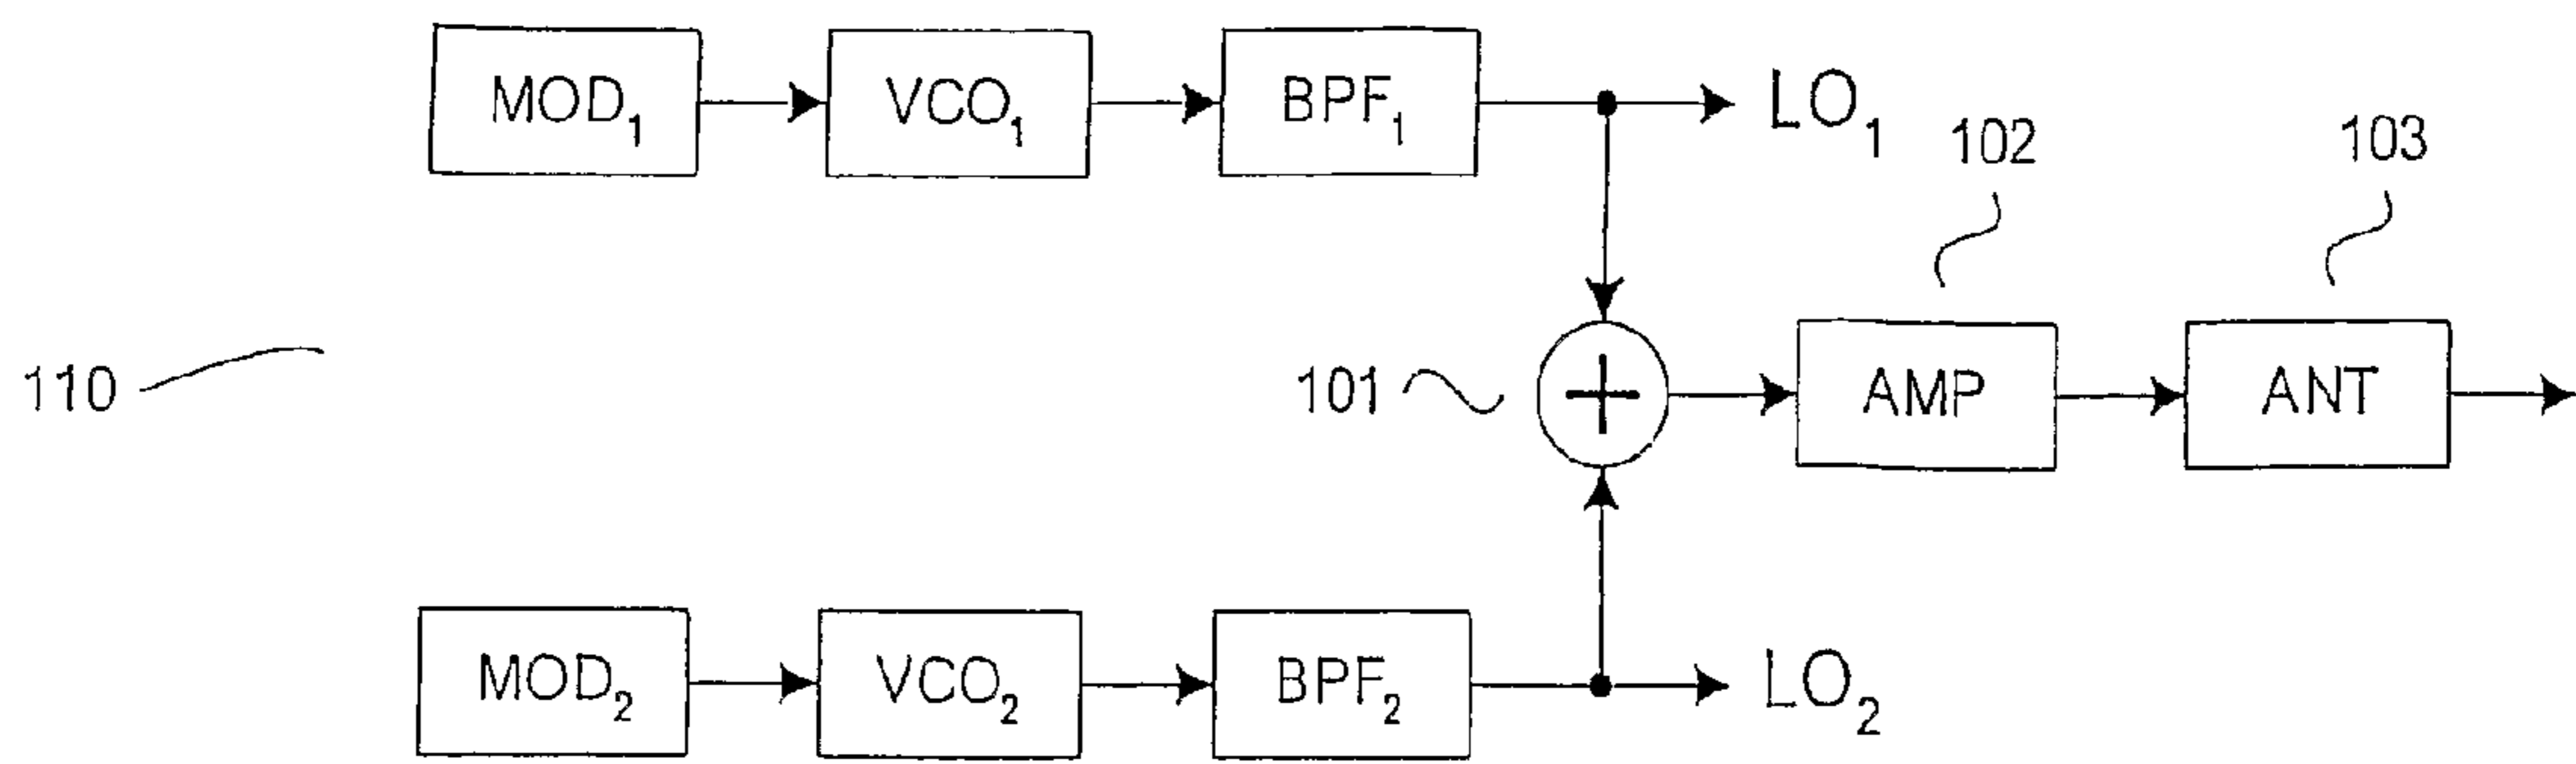 MOD₁ VCO₁ BPF₁ LO₁
102 103
110 101 + AMP ANT
MOD₂ VCO₂ BPF₂ LO₂